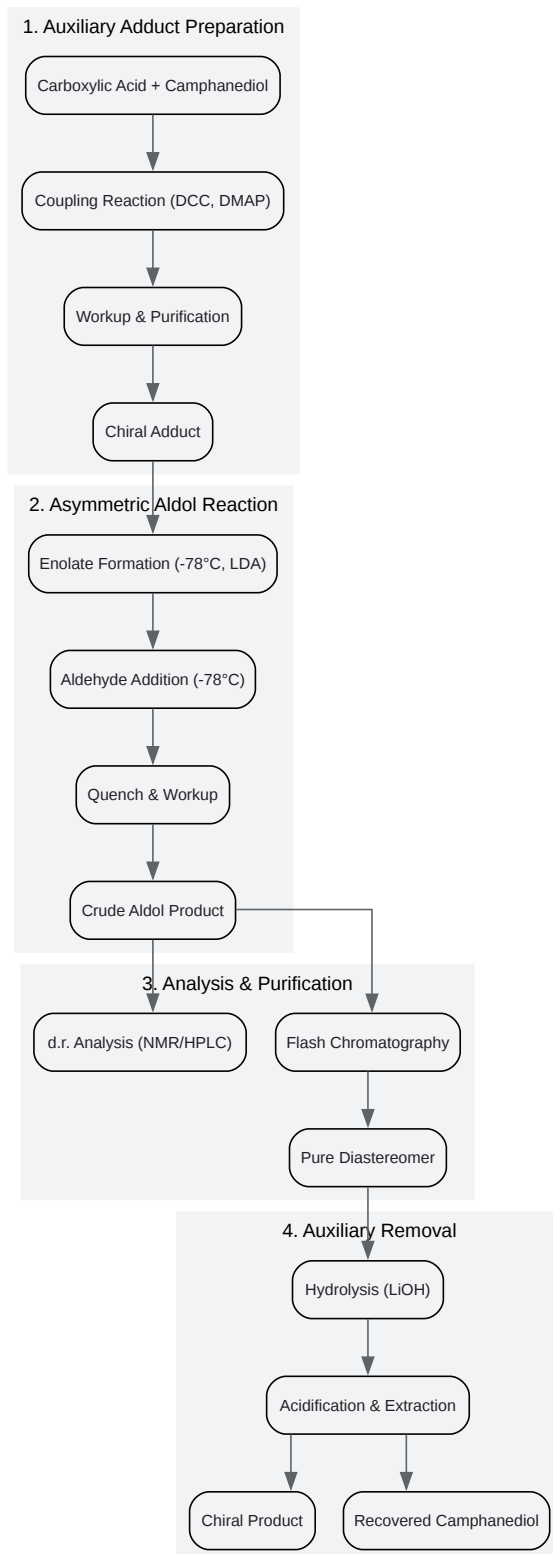 1. Auxiliary Adduct Preparation
Carboxylic Acid + Camphanediol
Coupling Reaction (DCC, DMAP)
Workup & Purification
Chiral Adduct
2. Asymmetric Aldol Reaction
Enolate Formation (-78°C, LDA)
Aldehyde Addition (-78°C)
Quench & Workup
Crude Aldol Product
3. Analysis & Purification
d.r. Analysis (NMR/HPLC)
Flash Chromatography
Pure Diastereomer
4. Auxiliary Removal
Hydrolysis (LiOH)
Acidification & Extraction
Chiral Product
Recovered Camphanediol